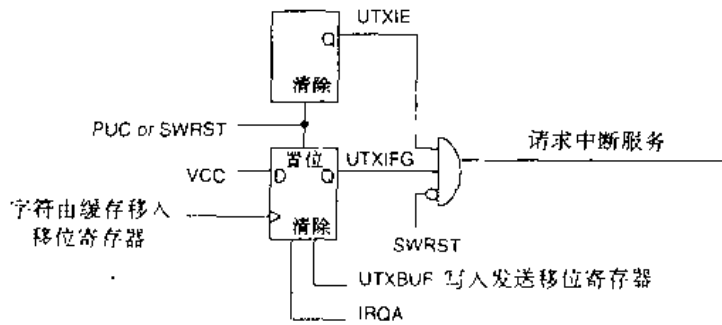 UTXIE
Q
清除
PUC or SWRST
置位
UTXIFG
请求中断服务
VCC
D
Q
字符由缓存移入
移位寄存器
清除
SWRST
UTXBUF 写入发送移位寄存器
IRQA